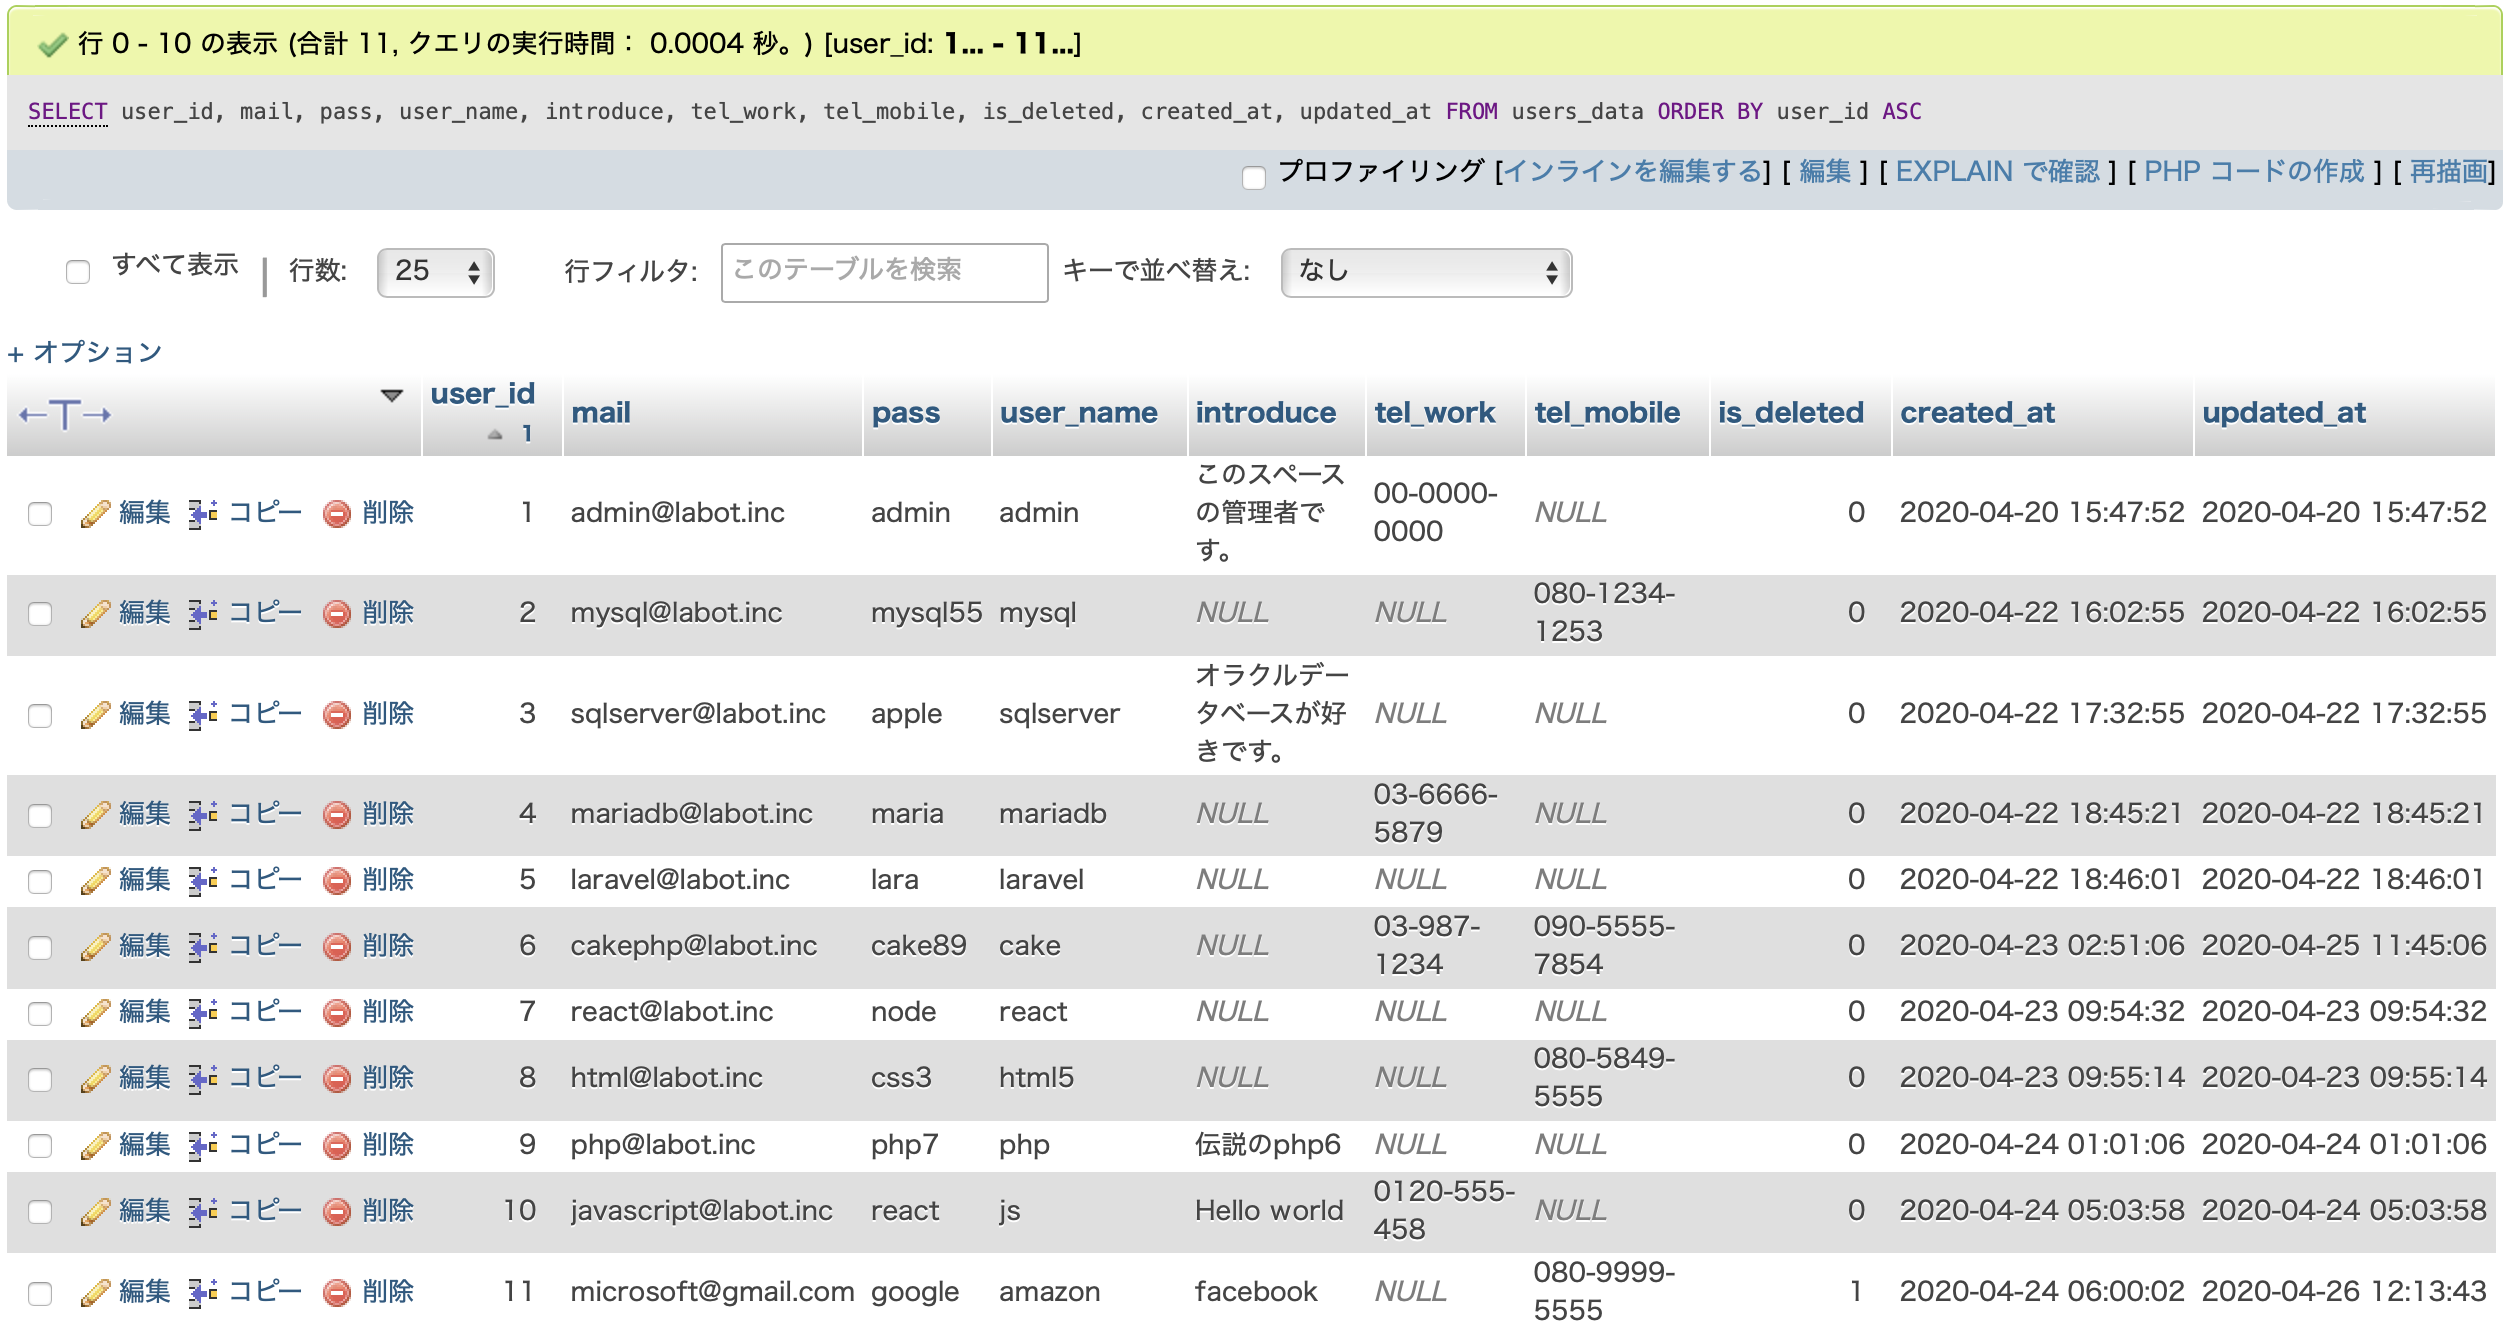 行 0 - 10 の表示 (合計 11, クエリの実行時間： 0.0004 秒。) [user_id: 1... - 11...]
SELECT user_id, mail, pass, user_name, introduce, tel_work, tel_mobile, is_deleted, created_at, updated_at FROM users_data ORDER BY user_id ASC
プロファイリング [インラインを編集する] [ 編集 ] [ EXPLAIN で確認 ] [ PHP コードの作成 ] [ 再描画]
すべて表示 | 行数: 25 行フィルタ: このテーブルを検索 キーで並べ替え: なし
+ オプション
←T→ user_id 1 mail pass user_name introduce tel_work tel_mobile is_deleted created_at updated_at
編集 コピー 削除 1 admin@labot.inc admin admin このスペースの管理者です。 00-0000-0000 NULL 0 2020-04-20 15:47:52 2020-04-20 15:47:52
編集 コピー 削除 2 mysql@labot.inc mysql55 mysql NULL NULL 080-1234-1253 0 2020-04-22 16:02:55 2020-04-22 16:02:55
編集 コピー 削除 3 sqlserver@labot.inc apple sqlserver オラクルデータベースが好きです。 NULL NULL 0 2020-04-22 17:32:55 2020-04-22 17:32:55
編集 コピー 削除 4 mariadb@labot.inc maria mariadb NULL 03-6666-5879 NULL 0 2020-04-22 18:45:21 2020-04-22 18:45:21
編集 コピー 削除 5 laravel@labot.inc lara laravel NULL NULL NULL 0 2020-04-22 18:46:01 2020-04-22 18:46:01
編集 コピー 削除 6 cakephp@labot.inc cake89 cake NULL 03-987-1234 090-5555-7854 0 2020-04-23 02:51:06 2020-04-25 11:45:06
編集 コピー 削除 7 react@labot.inc node react NULL NULL NULL 0 2020-04-23 09:54:32 2020-04-23 09:54:32
編集 コピー 削除 8 html@labot.inc css3 html5 NULL NULL 080-5849-5555 0 2020-04-23 09:55:14 2020-04-23 09:55:14
編集 コピー 削除 9 php@labot.inc php7 php 伝説のphp6 NULL NULL 0 2020-04-24 01:01:06 2020-04-24 01:01:06
編集 コピー 削除 10 javascript@labot.inc react js Hello world 0120-555-458 NULL 0 2020-04-24 05:03:58 2020-04-24 05:03:58
編集 コピー 削除 11 microsoft@gmail.com google amazon facebook NULL 080-9999-5555 1 2020-04-24 06:00:02 2020-04-26 12:13:43